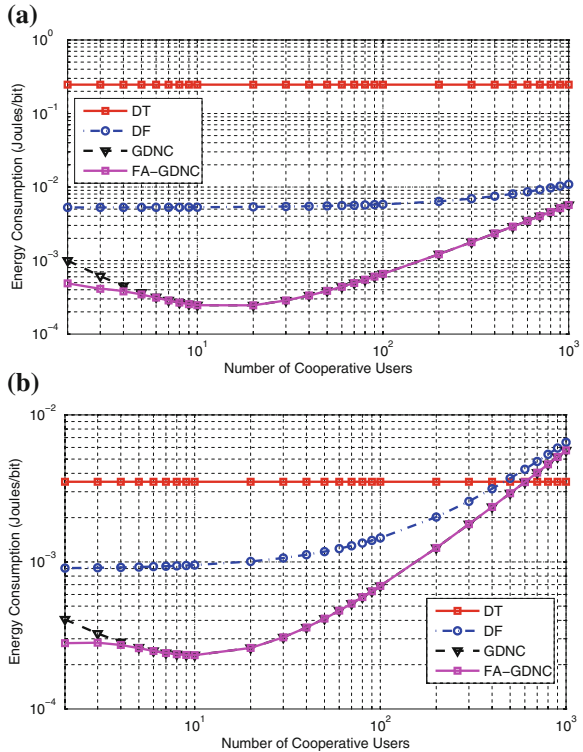 (a)
10^0
10^-1
10^-2
10^-3
10^-4
Energy Consumption (Joules/bit)
DT
DF
GDNC
FA-GDNC
10^1
10^2
10^3
Number of Cooperative Users
(b)
10^-2
10^-3
10^-4
Energy Consumption (Joules/bit)
DT
DF
GDNC
FA-GDNC
10^1
10^2
10^3
Number of Cooperative Users